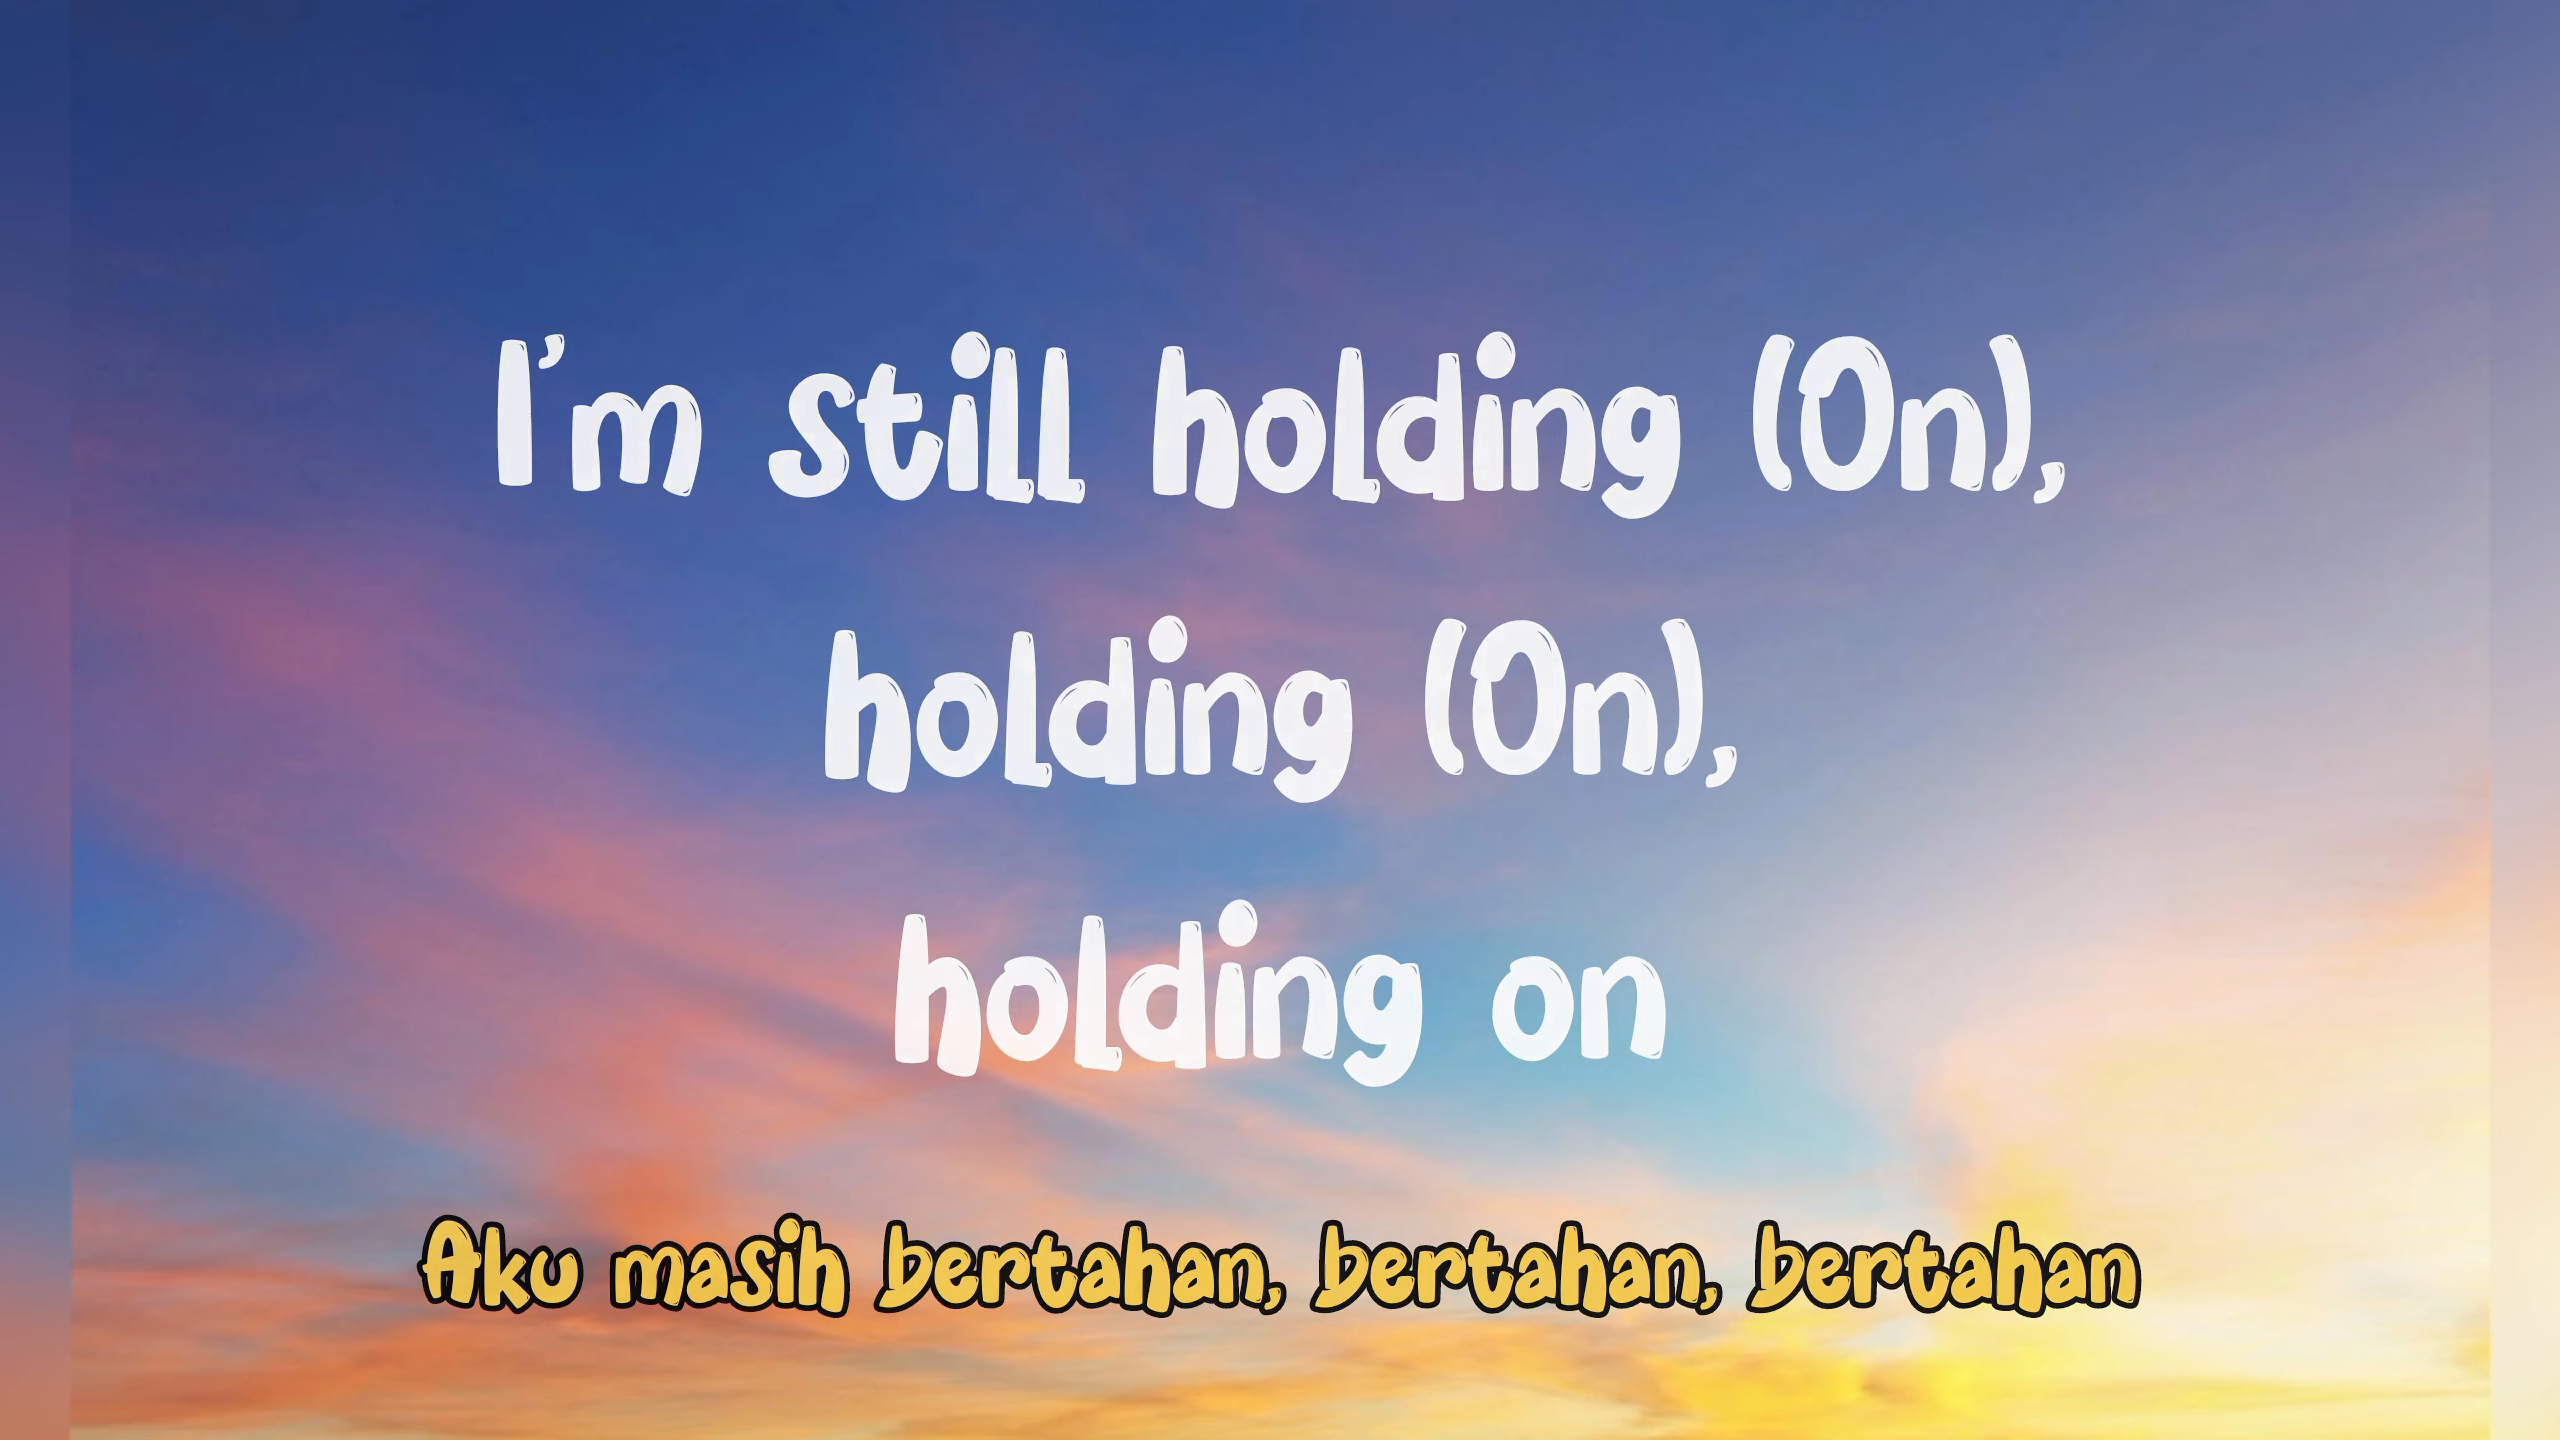 I'm still holding (On),
holding (On),
holding on
Aku masih bertahan, bertahan, bertahan